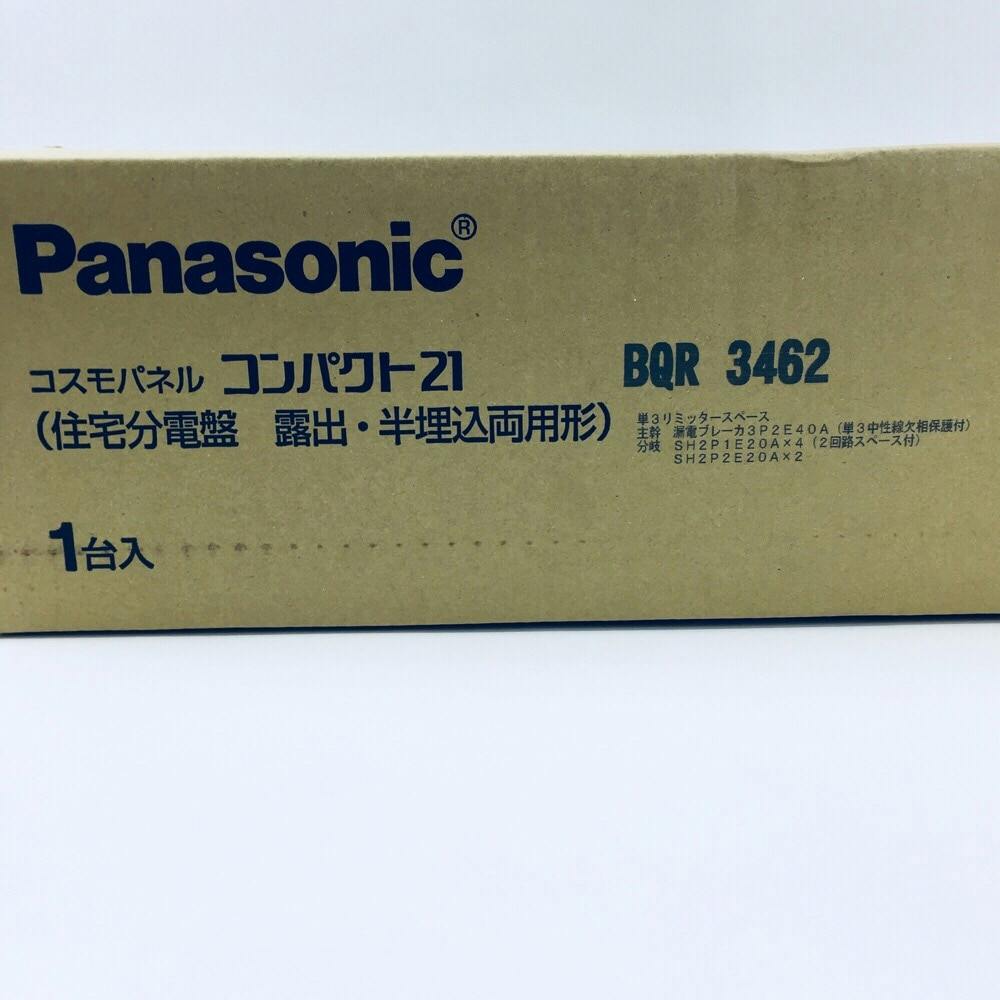 Panasonic®
コスモパネル コンパクト21
(住宅分電盤　露出・半埋込両用形)
1台入
BQR 3462
単3リミッタースペース
主幹　漏電ブレーカ3P2E40A(単3中性線欠相保護付)
分岐　SH2P1E20A×4(2回路スペース付)
SH2P2E20A×2